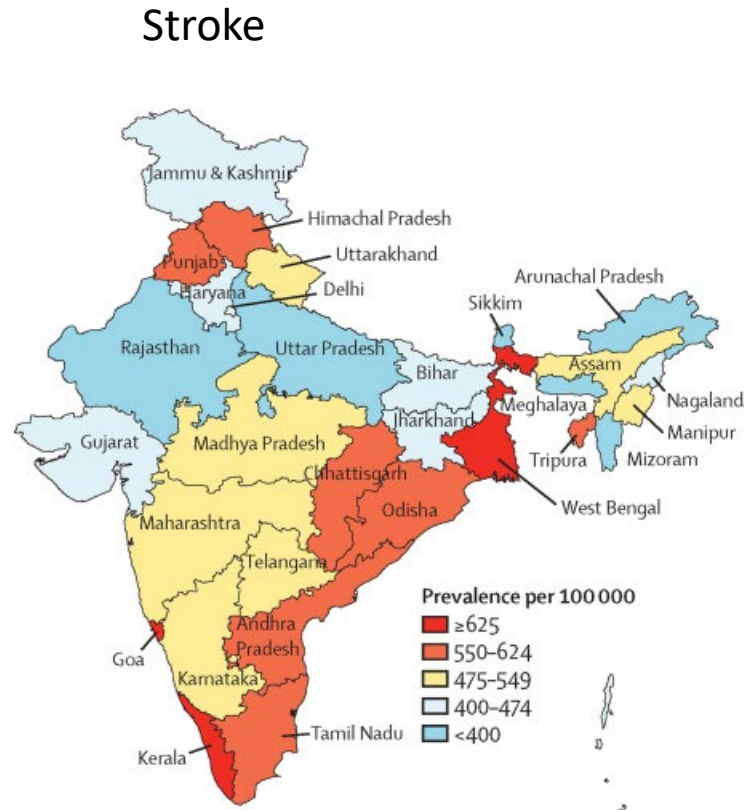 Stroke
Jammu & Kashmir
Himachal Pradesh
Punjab
Uttarakhand
Haryana
Delhi
Arunachal Pradesh
Sikkim
Rajasthan
Uttar Pradesh
Assam
Bihar
Nagaland
Meghalaya
Jharkhand
Gujarat
Madhya Pradesh
Manipur
Tripura
Mizoram
Chhattisgarh
West Bengal
Odisha
Maharashtra
Telangana
Prevalence per 100 000
≥625
550–624
475–549
400–474
<400
Andhra
Pradesh
Goa
Karnataka
Tamil Nadu
Kerala